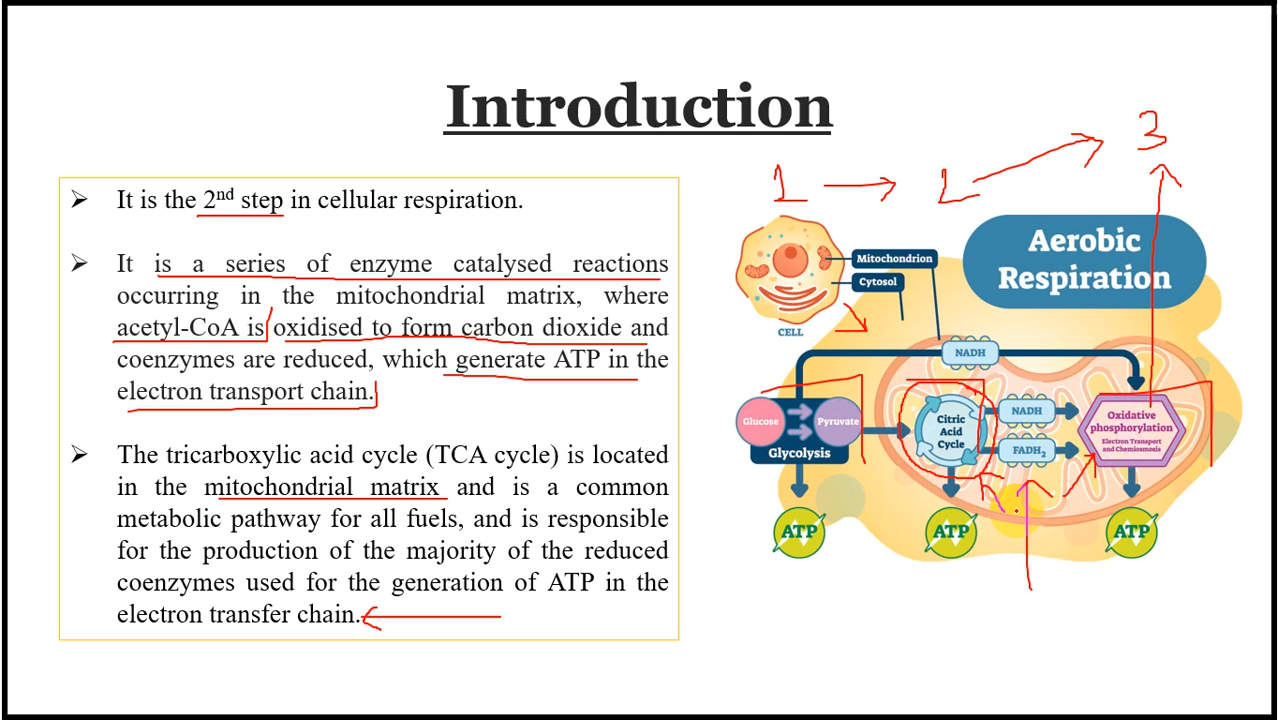 Introduction
➢ It is the 2nd step in cellular respiration.
➢ It is a series of enzyme catalysed reactions
occurring in the mitochondrial matrix, where
acetyl-CoA is oxidised to form carbon dioxide and
coenzymes are reduced, which generate ATP in the
electron transport chain.
➢ The tricarboxylic acid cycle (TCA cycle) is located
in the mitochondrial matrix and is a common
metabolic pathway for all fuels, and is responsible
for the production of the majority of the reduced
coenzymes used for the generation of ATP in the
electron transfer chain.
1
2
3
Aerobic
Respiration
Mitochondrion
Cytosol
CELL
NADH
Glucose
Pyruvate
Glycolysis
Citric
Acid
Cycle
NADH
FADH₂
Oxidative
phosphorylation
Electron Transport
and Chemiosmosis
ATP
ATP
ATP